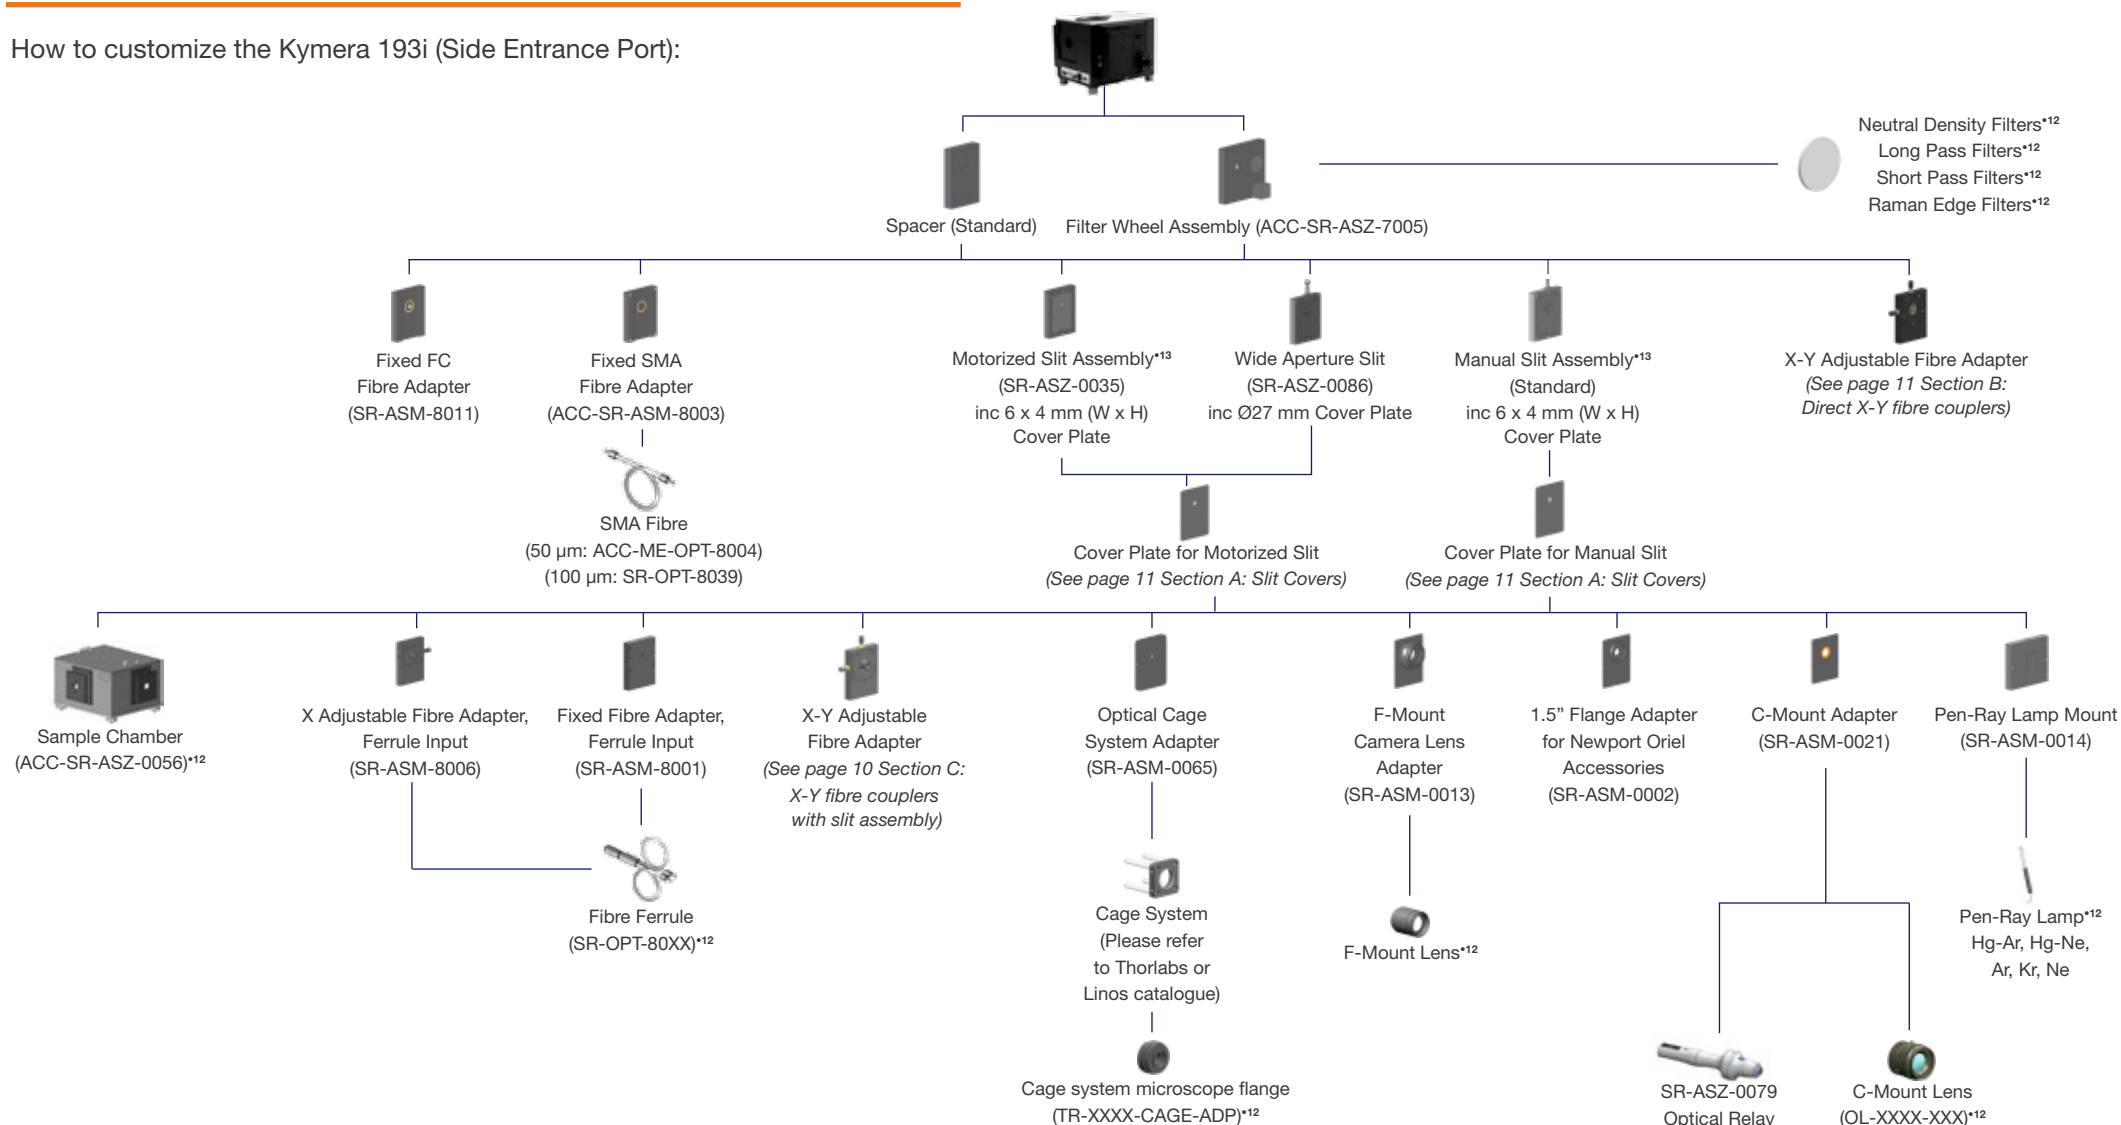 How to customize the Kymera 193i (Side Entrance Port):
Neutral Density Filters•12
Long Pass Filters•12
Short Pass Filters•12
Raman Edge Filters•12
Spacer (Standard)
Filter Wheel Assembly (ACC-SR-ASZ-7005)
Fixed FC
Fibre Adapter
(SR-ASM-8011)
Fixed SMA
Fibre Adapter
(ACC-SR-ASM-8003)
Motorized Slit Assembly•13
(SR-ASZ-0035)
inc 6 x 4 mm (W x H)
Cover Plate
Wide Aperture Slit
(SR-ASZ-0086)
inc Ø27 mm Cover Plate
Manual Slit Assembly•13
(Standard)
inc 6 x 4 mm (W x H)
Cover Plate
X-Y Adjustable Fibre Adapter
(See page 11 Section B:
Direct X-Y fibre couplers)
SMA Fibre
(50 µm: ACC-ME-OPT-8004)
(100 µm: SR-OPT-8039)
Cover Plate for Motorized Slit
(See page 11 Section A: Slit Covers)
Cover Plate for Manual Slit
(See page 11 Section A: Slit Covers)
Sample Chamber
(ACC-SR-ASZ-0056)•12
X Adjustable Fibre Adapter,
Ferrule Input
(SR-ASM-8006)
Fixed Fibre Adapter,
Ferrule Input
(SR-ASM-8001)
X-Y Adjustable
Fibre Adapter
(See page 10 Section C:
X-Y fibre couplers
with slit assembly)
Optical Cage
System Adapter
(SR-ASM-0065)
F-Mount
Camera Lens
Adapter
(SR-ASM-0013)
1.5” Flange Adapter
for Newport Oriel
Accessories
(SR-ASM-0002)
C-Mount Adapter
(SR-ASM-0021)
Pen-Ray Lamp Mount
(SR-ASM-0014)
Fibre Ferrule
(SR-OPT-80XX)•12
Cage System
(Please refer
to Thorlabs or
Linos catalogue)
F-Mount Lens•12
Pen-Ray Lamp•12
Hg-Ar, Hg-Ne,
Ar, Kr, Ne
Cage system microscope flange
(TR-XXXX-CAGE-ADP)•12
SR-ASZ-0079
Optical Relay
C-Mount Lens
(OL-XXXX-XXX)•12